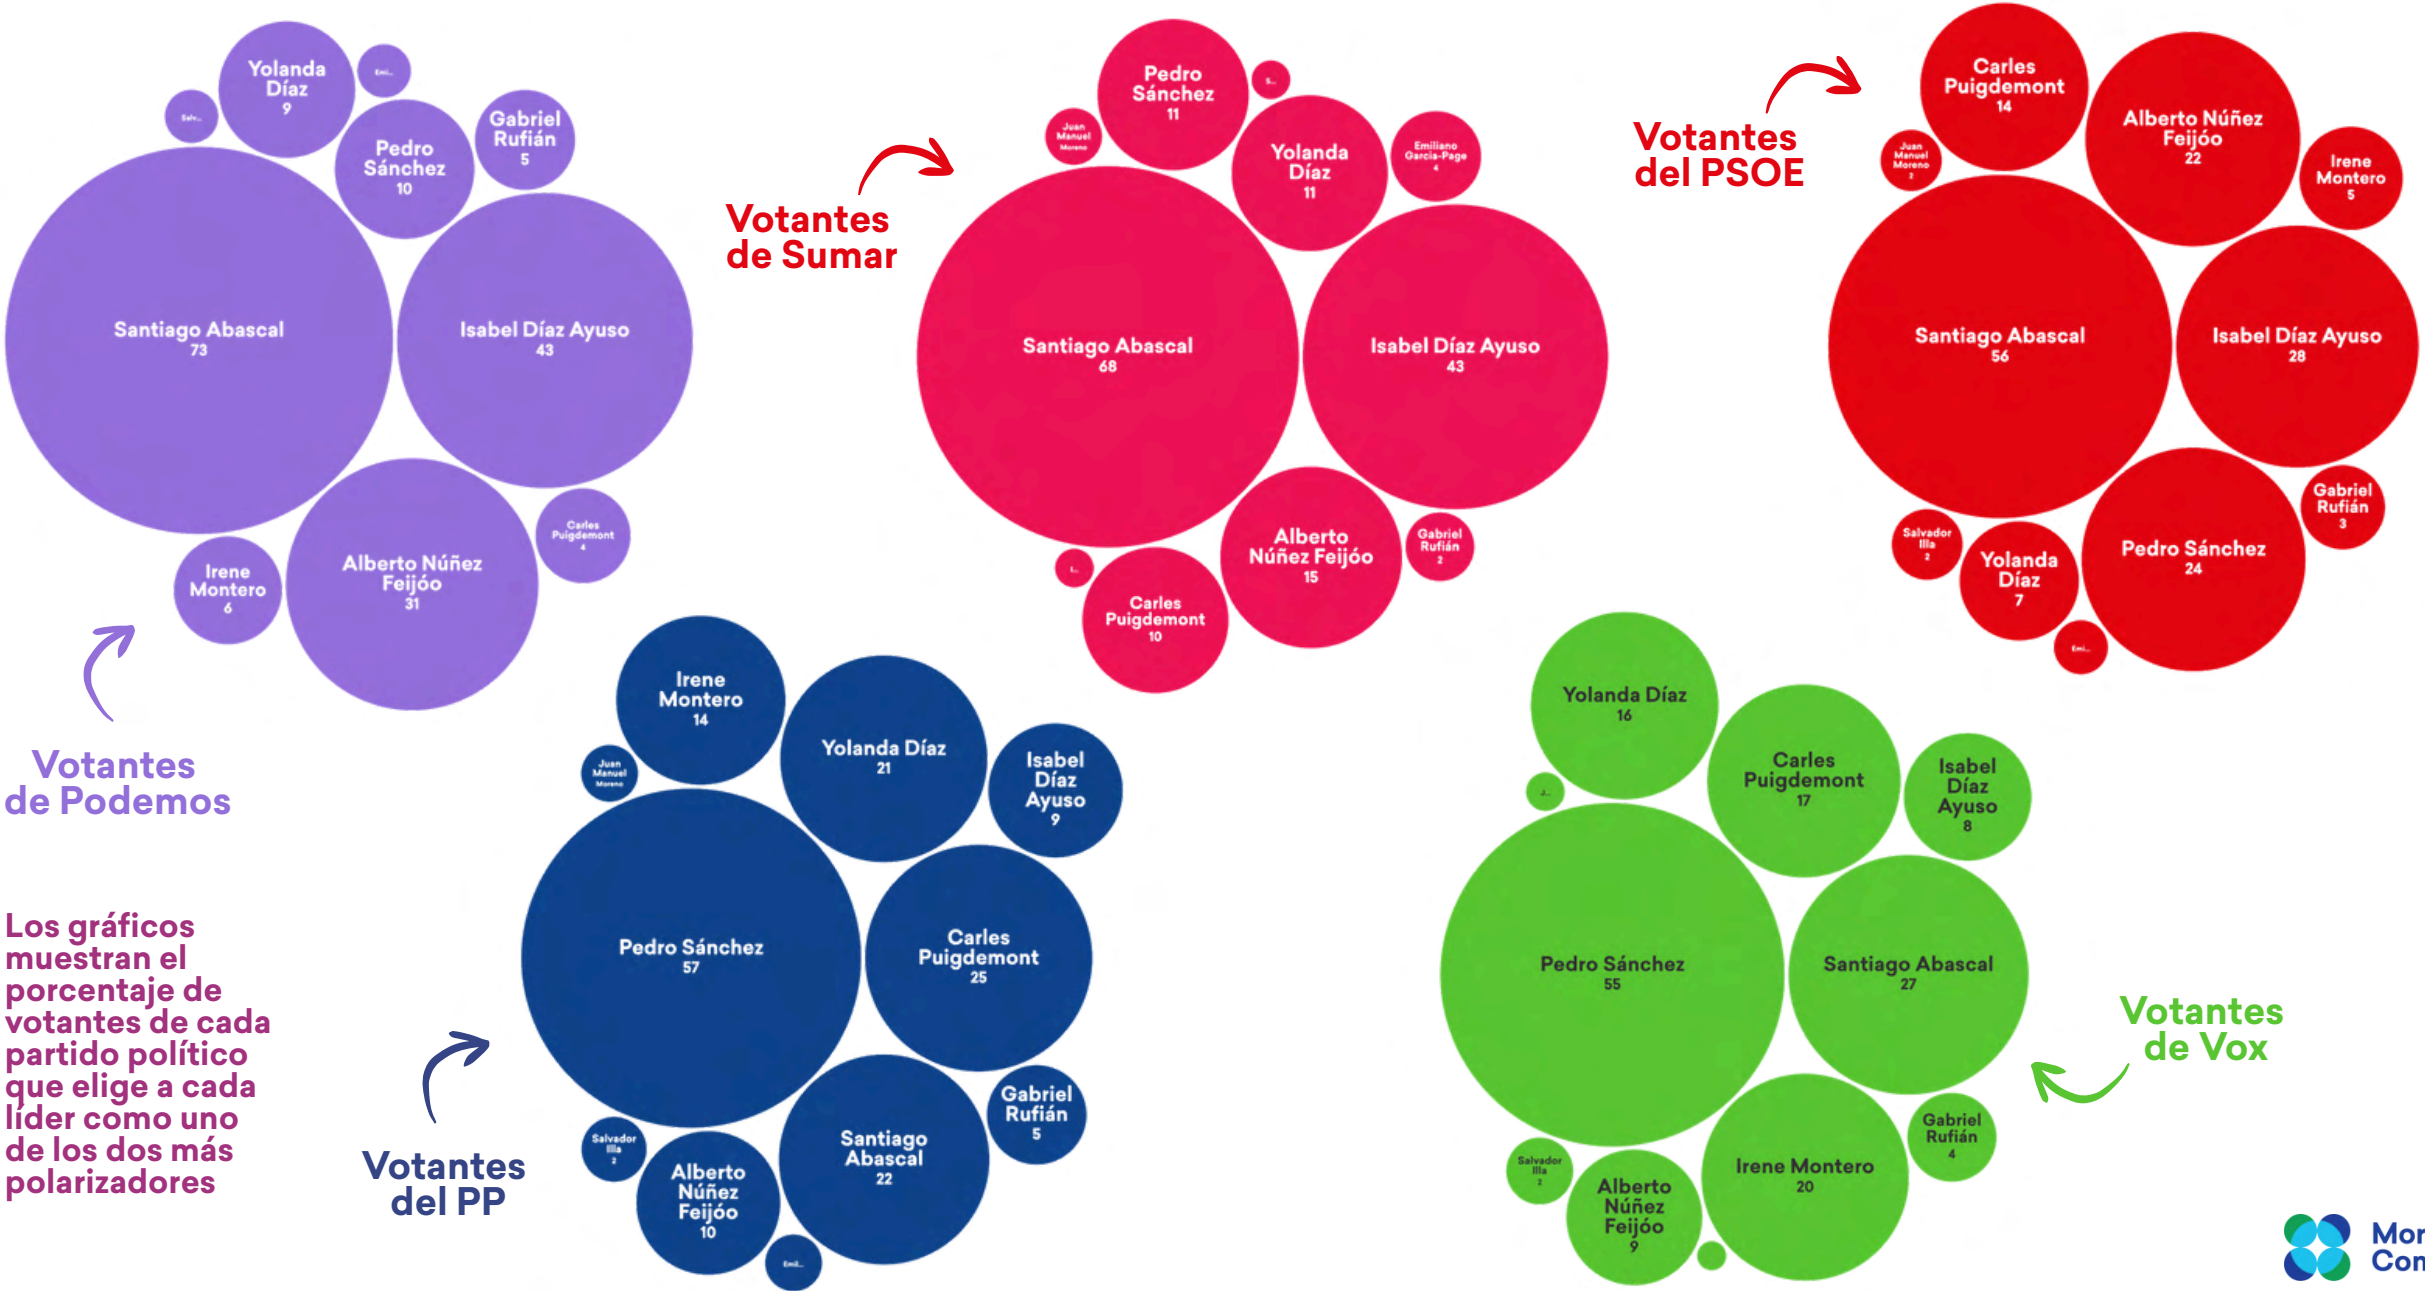 Yolanda
Díaz
9
Emi...
Salv...
Pedro
Sánchez
10
Gabriel
Rufián
5
Santiago Abascal
73
Isabel Díaz Ayuso
43
Irene
Montero
6
Alberto Núñez
Feijóo
31
Carles
Puigdemont
4
Votantes
de Podemos
Votantes
de Sumar
Pedro
Sánchez
11
S...
Juan
Manuel
Moreno
Yolanda
Díaz
11
Emiliano
García-Page
4
Santiago Abascal
68
Isabel Díaz Ayuso
43
I...
Carles
Puigdemont
10
Alberto
Núñez Feijóo
15
Gabriel
Rufián
2
Votantes
del PSOE
Carles
Puigdemont
14
Alberto Núñez
Feijóo
22
Juan
Manuel
Moreno
2
Irene
Montero
5
Santiago Abascal
56
Isabel Díaz Ayuso
28
Salvador
Illa
2
Yolanda
Díaz
7
Emi...
Pedro Sánchez
24
Gabriel
Rufián
3
Los gráficos
muestran el
porcentaje de
votantes de cada
partido político
que elige a cada
líder como uno
de los dos más
polarizadores
Votantes
del PP
Irene
Montero
14
Juan
Manuel
Moreno
Yolanda Díaz
21
Isabel
Díaz
Ayuso
9
Pedro Sánchez
57
Carles
Puigdemont
25
Salvador
Illa
2
Alberto
Núñez
Feijóo
10
Emil...
Santiago
Abascal
22
Gabriel
Rufián
5
Yolanda Díaz
16
J...
Carles
Puigdemont
17
Isabel
Díaz
Ayuso
8
Pedro Sánchez
55
Santiago Abascal
27
Salvador
Illa
2
Alberto
Núñez
Feijóo
9
Irene Montero
20
Gabriel
Rufián
4
Votantes
de Vox
Mor
Con